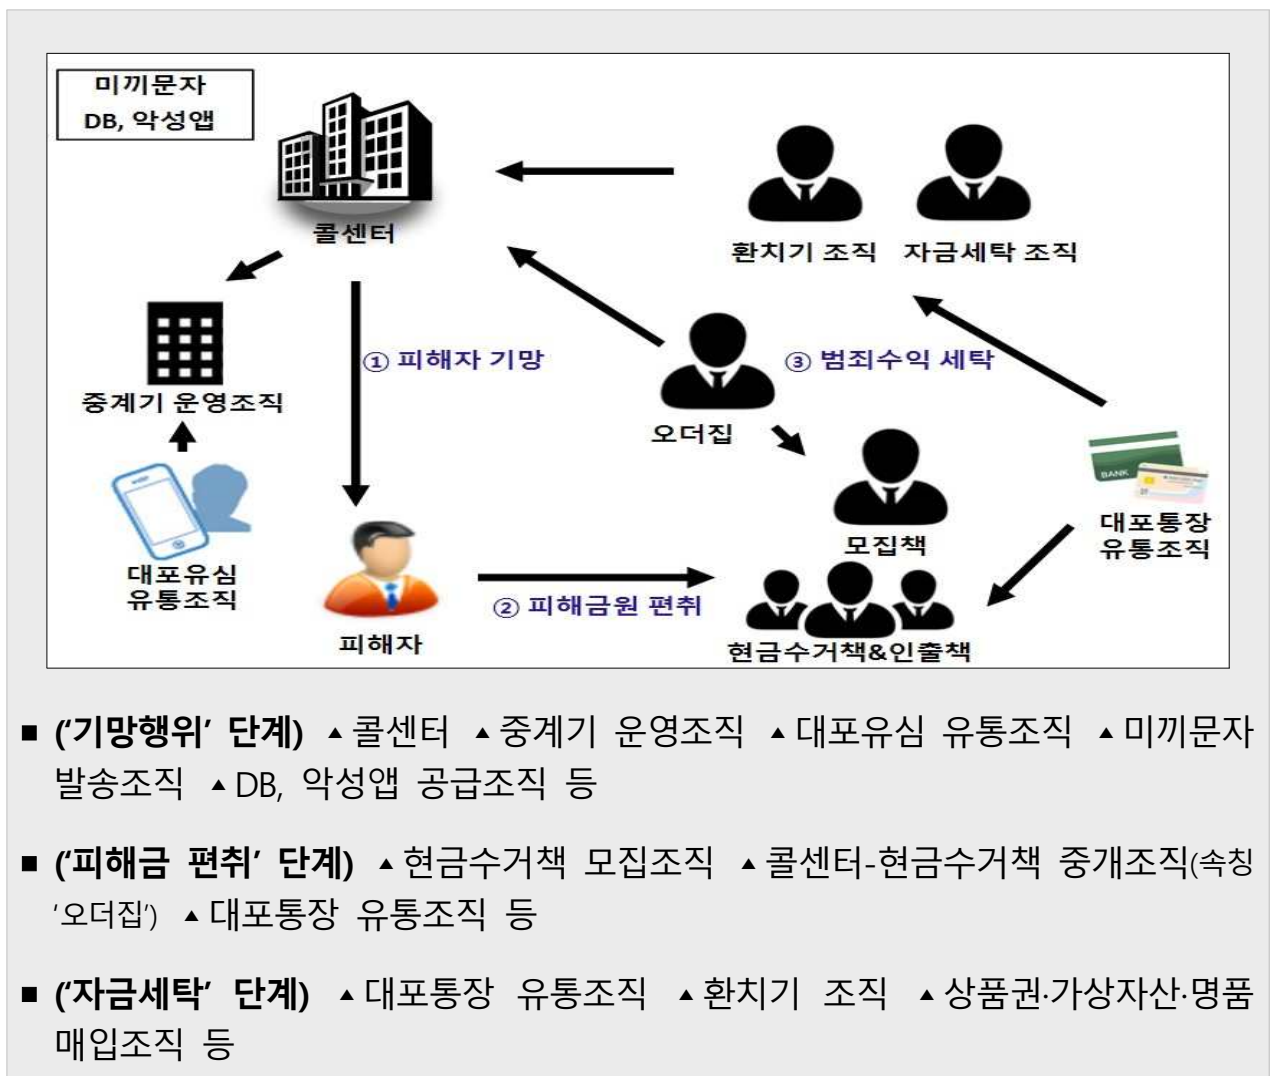 미끼문자
DB, 악성앱
콜센터
환치기 조직
자금세탁 조직
① 피해자 기망
③ 범죄수익 세탁
중계기 운영조직
오더집
BANK
대포유심
유통조직
모집책
대포통장
유통조직
② 피해금원 편취
피해자
현금수거책&인출책
■ (‘기망행위’ 단계) ▲콜센터 ▲중계기 운영조직 ▲대포유심 유통조직 ▲미끼문자
발송조직 ▲DB, 악성앱 공급조직 등
■ (‘피해금 편취’ 단계) ▲현금수거책 모집조직 ▲콜센터-현금수거책 중개조직(속칭
‘오더집’) ▲대포통장 유통조직 등
■ (‘자금세탁’ 단계) ▲대포통장 유통조직 ▲환치기 조직 ▲상품권·가상자산·명품
매입조직 등